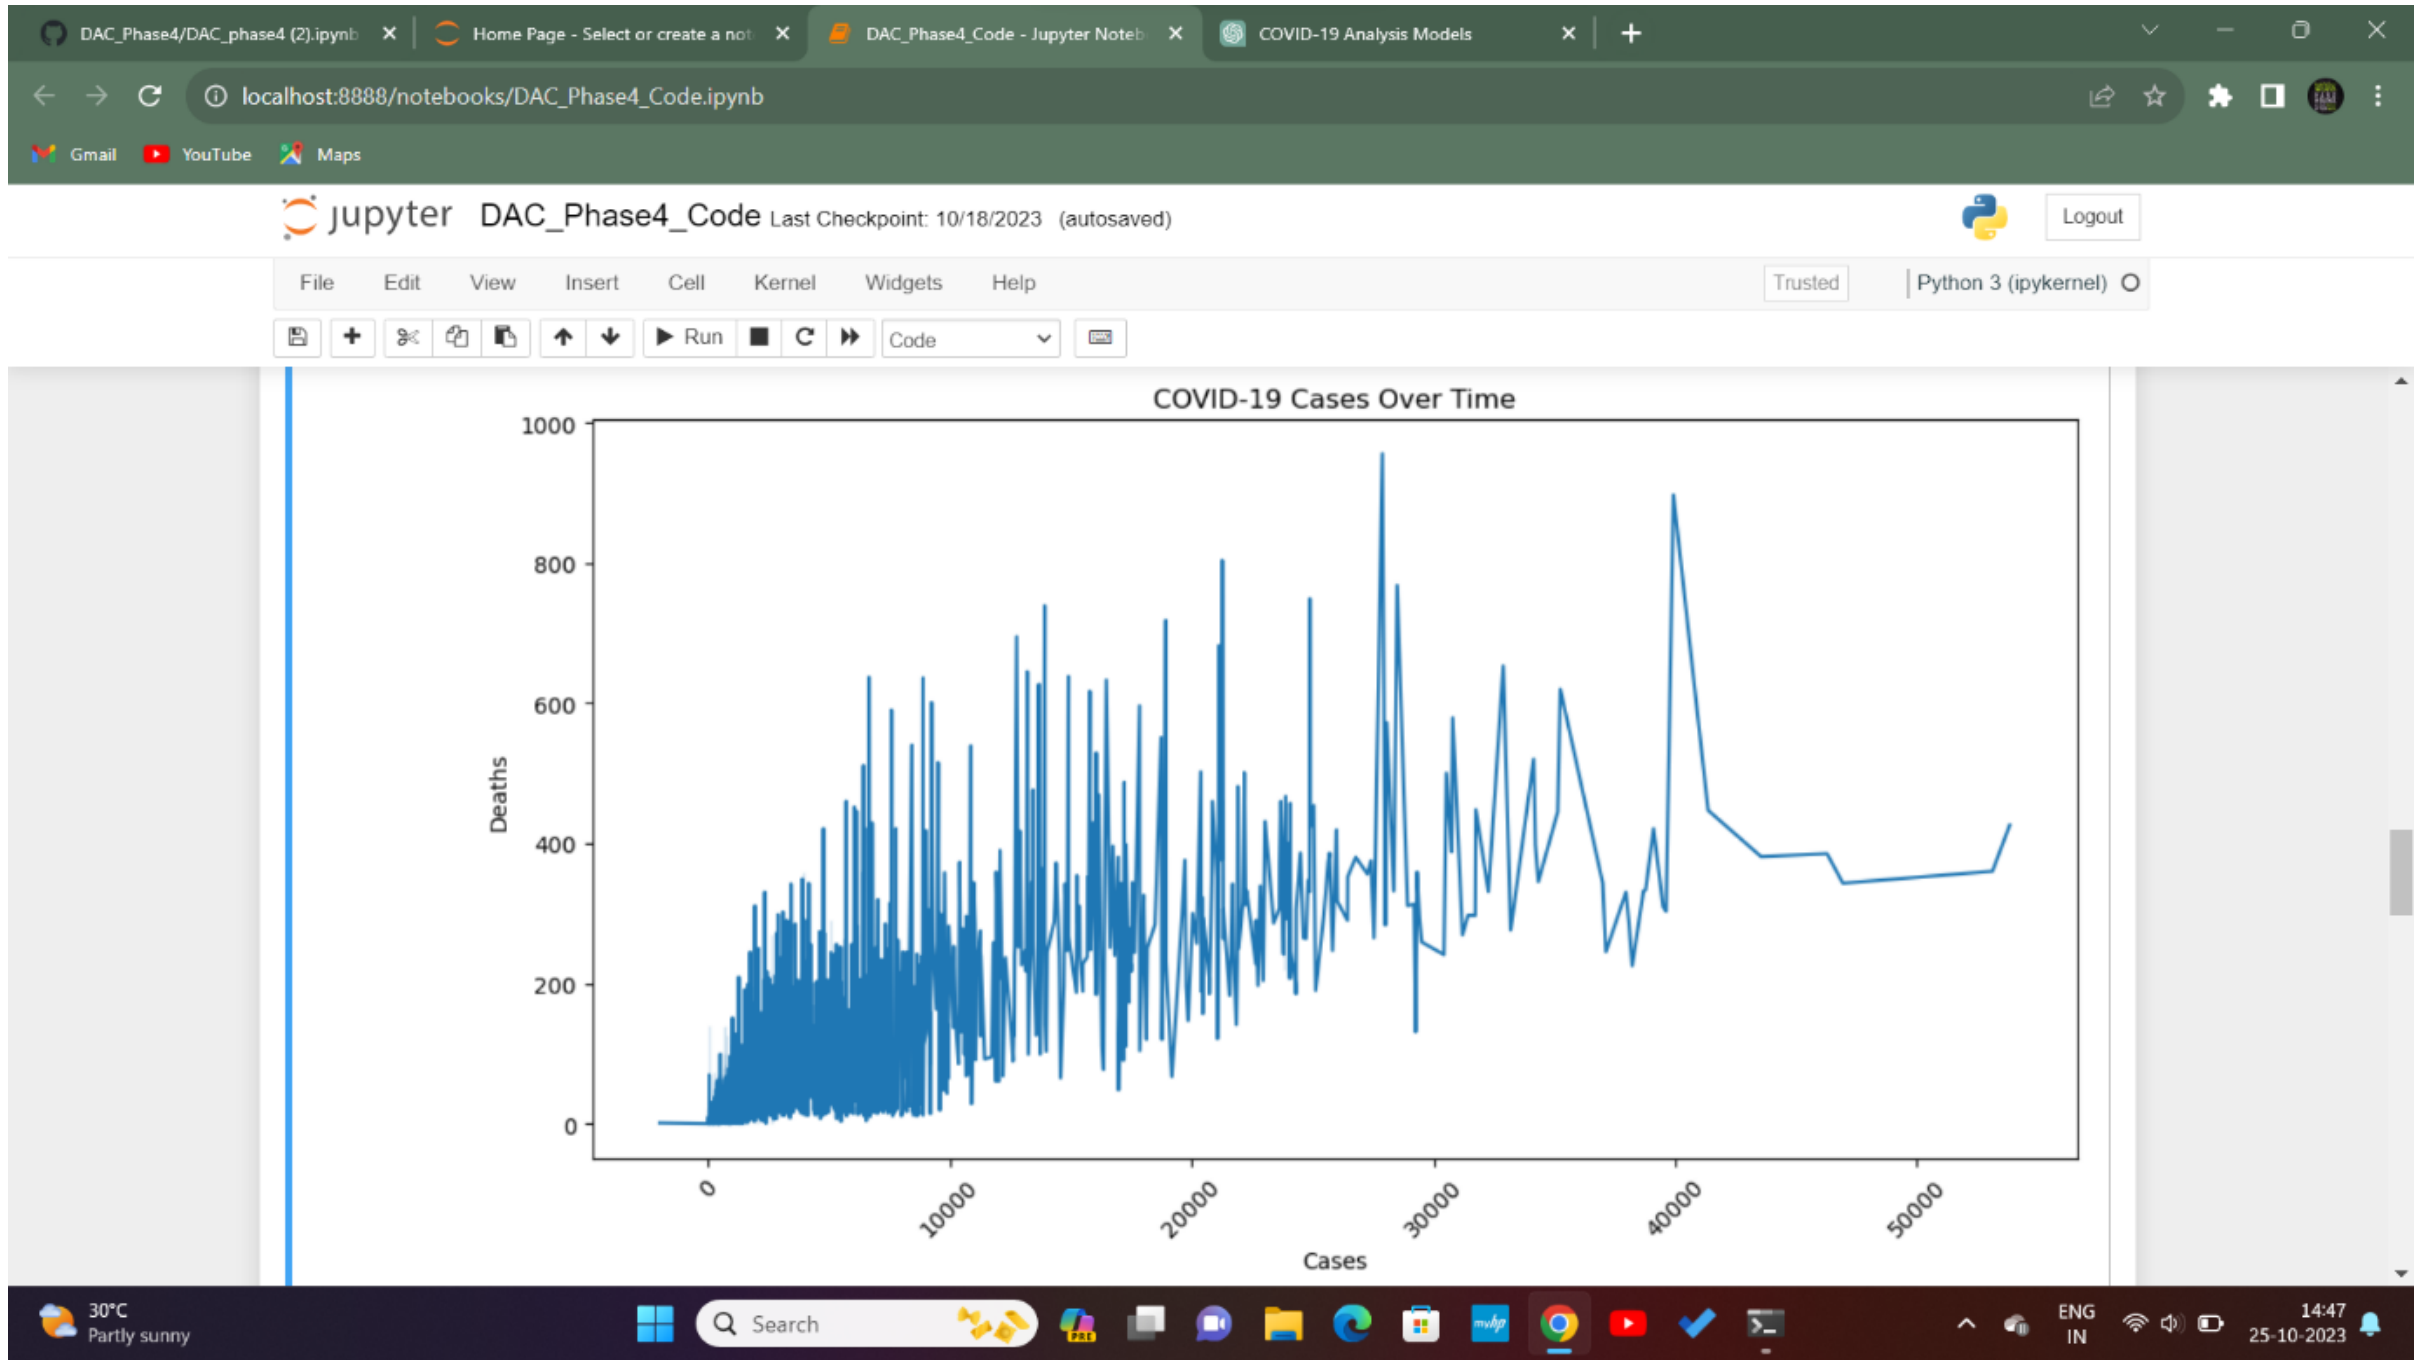 DAC_Phase4/DAC_phase4 (2).ipynb
Home Page - Select or create a not
DAC_Phase4_Code - Jupyter Noteb
COVID-19 Analysis Models
localhost:8888/notebooks/DAC_Phase4_Code.ipynb
Gmail YouTube Maps
jupyter DAC_Phase4_Code Last Checkpoint: 10/18/2023 (autosaved)
Logout
File Edit View Insert Cell Kernel Widgets Help
Trusted
Python 3 (ipykernel)
Run
Code
COVID-19 Cases Over Time
1000
800
600
400
200
0
Deaths
0
10000
20000
30000
40000
50000
Cases
30°C
Partly sunny
Search
PRE
myhp
ENG
IN
14:47
25-10-2023